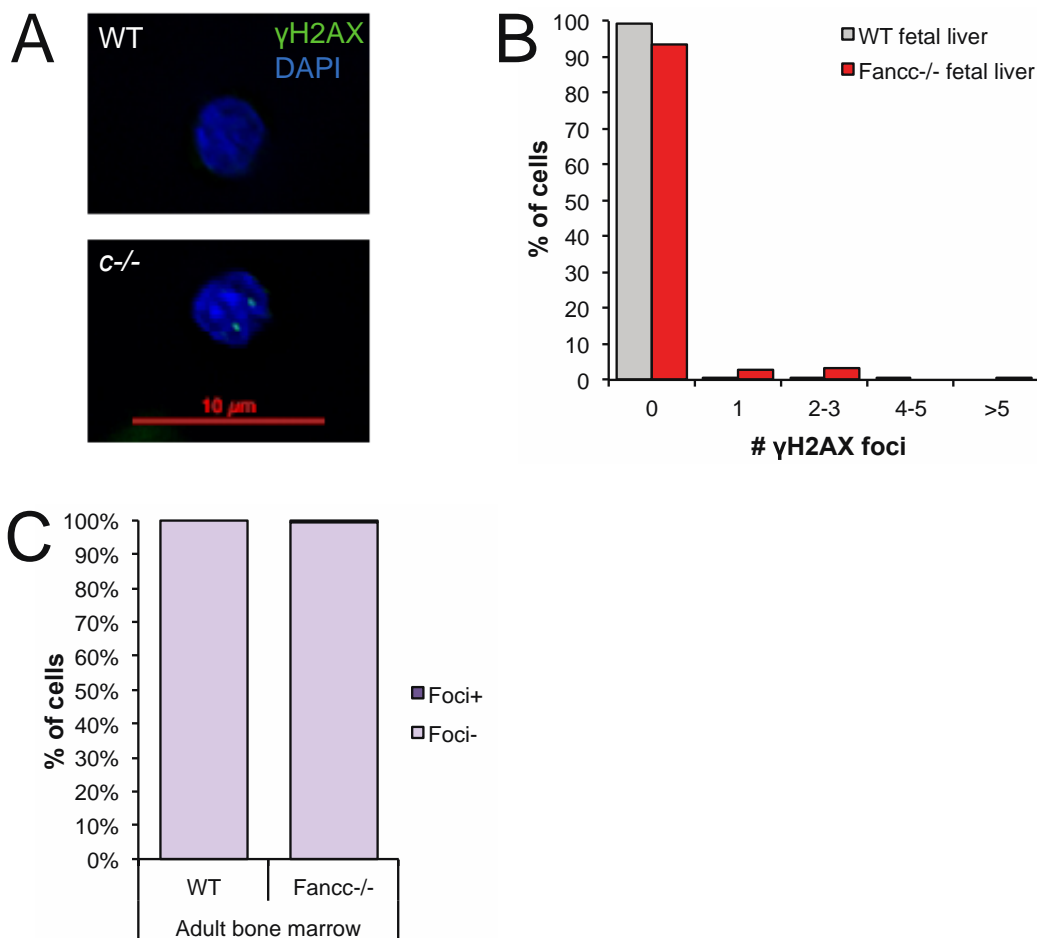 A
WT
γH2AX
DAPI
c-/-
10 µm
B
100
90
80
70
60
50
40
30
20
10
0
% of cells
WT fetal liver
Fancc-/- fetal liver
0 1 2-3 4-5 >5
# γH2AX foci
C
100%
90%
80%
70%
60%
50%
40%
30%
20%
10%
0%
% of cells
Foci+
Foci-
WT Fancc-/-
Adult bone marrow